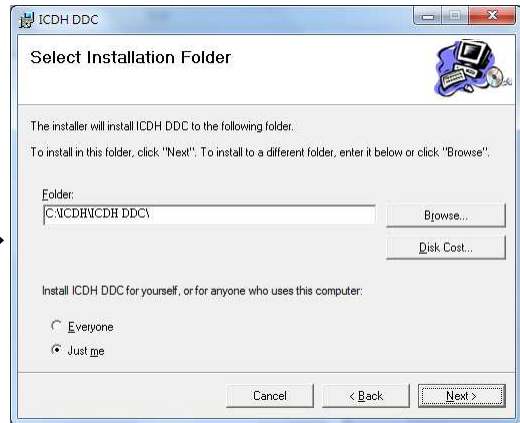 ICDH DDC
Select Installation Folder
The installer will install ICDH DDC to the following folder.
To install in this folder, click "Next". To install to a different folder, enter it below or click "Browse".
Folder:
C:\ICDH\ICDH DDC\
Browse...
Disk Cost...
Install ICDH DDC for yourself, or for anyone who uses this computer:
Everyone
Just me
Cancel
< Back
Next >